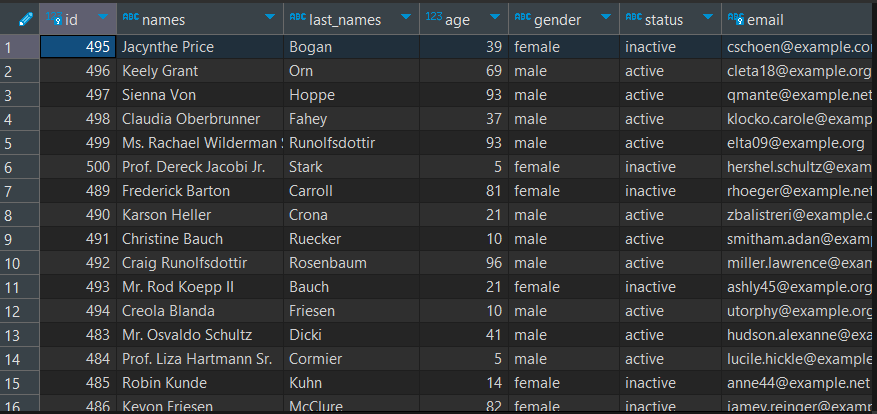 id ABC names ABC last_names 123 age ABC gender ABC status ABC email
1 495 Jacynthe Price Bogan 39 female inactive cschoen@example.co
2 496 Keely Grant Orn 69 male active cleta18@example.org
3 497 Sienna Von Hoppe 93 male active qmante@example.net
4 498 Claudia Oberbrunner Fahey 37 male active klocko.carole@examp
5 499 Ms. Rachael Wilderman Runolfsdottir 93 male active elta09@example.org
6 500 Prof. Dereck Jacobi Jr. Stark 5 female inactive hershel.schultz@exam
7 489 Frederick Barton Carroll 81 female inactive rhoeger@example.net
8 490 Karson Heller Crona 21 male active zbalistreri@example.c
9 491 Christine Bauch Ruecker 10 male active smitham.adan@examp
10 492 Craig Runolfsdottir Rosenbaum 96 male active miller.lawrence@exam
11 493 Mr. Rod Koepp II Bauch 21 female inactive ashly45@example.org
12 494 Creola Blanda Friesen 10 male active utorphy@example.org
13 483 Mr. Osvaldo Schultz Dicki 41 male active hudson.alexanne@exam
14 484 Prof. Liza Hartmann Sr. Cormier 5 male active lucile.hickle@example
15 485 Robin Kunde Kuhn 14 female inactive anne44@example.net
16 486 Kevon Friesen McClure 82 female inactive jamey.reinger@exampl